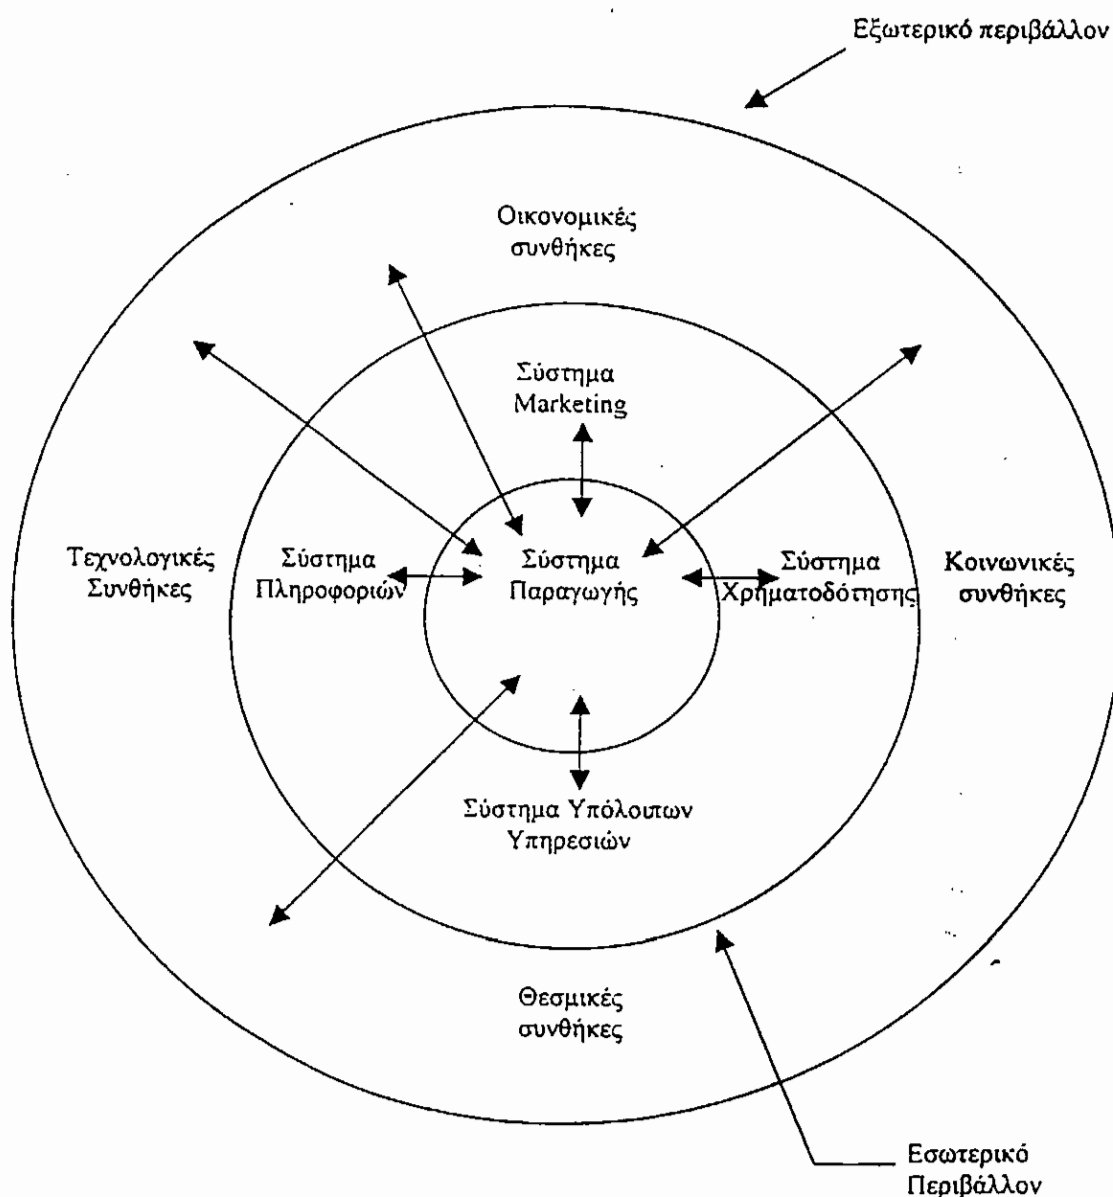 Εξωτερικό περιβάλλον
Οικονομικές
συνθήκες
Σύστημα
Marketing
Τεχνολογικές
Συνθήκες
Σύστημα
Πληροφοριών
Σύστημα
Παραγωγής
Σύστημα
Χρηματοδότησης
Κοινωνικές
συνθήκες
Σύστημα Υπόλοιπων
Υπηρεσιών
Θεσμικές
συνθήκες
Εσωτερικό
Περιβάλλον